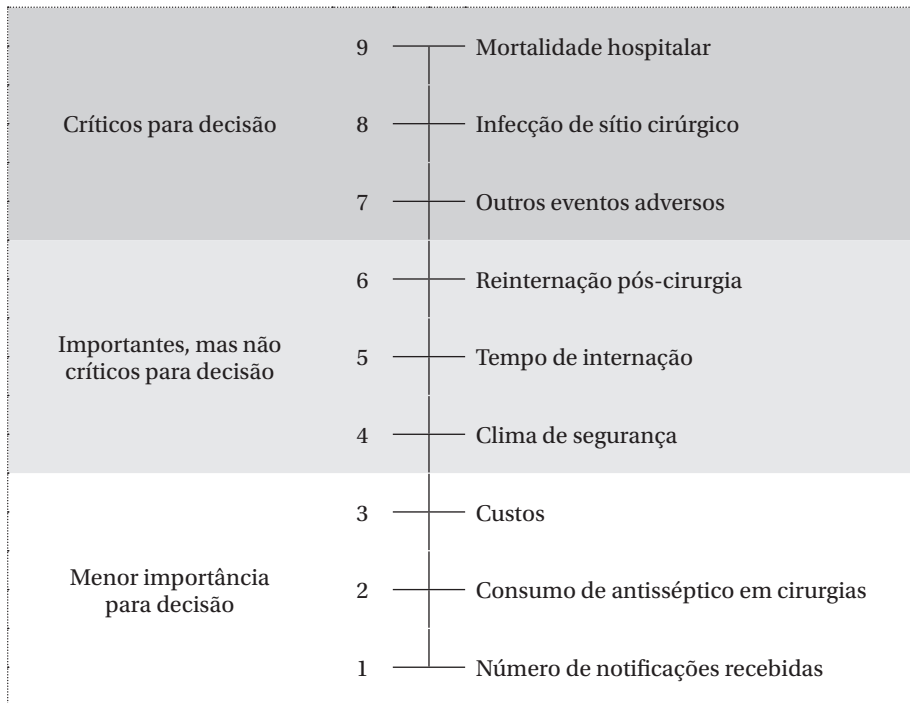 9 Mortalidade hospitalar
Críticos para decisão 8 Infecção de sítio cirúrgico
7 Outros eventos adversos
6 Reinternação pós-cirurgia
Importantes, mas não
críticos para decisão
5 Tempo de internação
4 Clima de segurança
3 Custos
Menor importância
para decisão
2 Consumo de antisséptico em cirurgias
1 Número de notificações recebidas